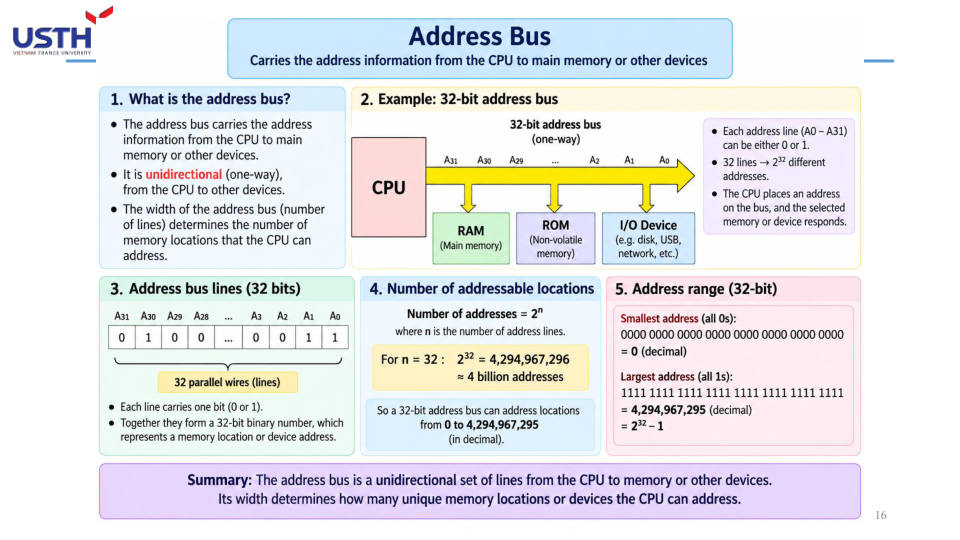 USTH
VIETNAM FRANCE UNIVERSITY
Address Bus
Carries the address information from the CPU to main memory or other devices
1. What is the address bus?
• The address bus carries the address
information from the CPU to main
memory or other devices.
• It is unidirectional (one-way),
from the CPU to other devices.
• The width of the address bus (number
of lines) determines the number of
memory locations that the CPU can
address.
2. Example: 32-bit address bus
32-bit address bus
(one-way)
A31 A30 A29 ... A2 A1 A0
CPU
RAM
(Main memory)
ROM
(Non-volatile
memory)
I/O Device
(e.g. disk, USB,
network, etc.)
• Each address line (A0 – A31)
can be either 0 or 1.
• 32 lines → 2³² different
addresses.
• The CPU places an address
on the bus, and the selected
memory or device responds.
3. Address bus lines (32 bits)
A31 A30 A29 A28 ... A3 A2 A1 A0
0 1 0 0 ... 0 0 1 1
32 parallel wires (lines)
• Each line carries one bit (0 or 1).
• Together they form a 32-bit binary number, which
represents a memory location or device address.
4. Number of addressable locations
Number of addresses = 2ⁿ
where n is the number of address lines.
For n = 32 : 2³² = 4,294,967,296
≈ 4 billion addresses
So a 32-bit address bus can address locations
from 0 to 4,294,967,295
(in decimal).
5. Address range (32-bit)
Smallest address (all 0s):
0000 0000 0000 0000 0000 0000 0000 0000
= 0 (decimal)
Largest address (all 1s):
1111 1111 1111 1111 1111 1111 1111 1111
= 4,294,967,295 (decimal)
= 2³² – 1
Summary: The address bus is a unidirectional set of lines from the CPU to memory or other devices.
Its width determines how many unique memory locations or devices the CPU can address.
16